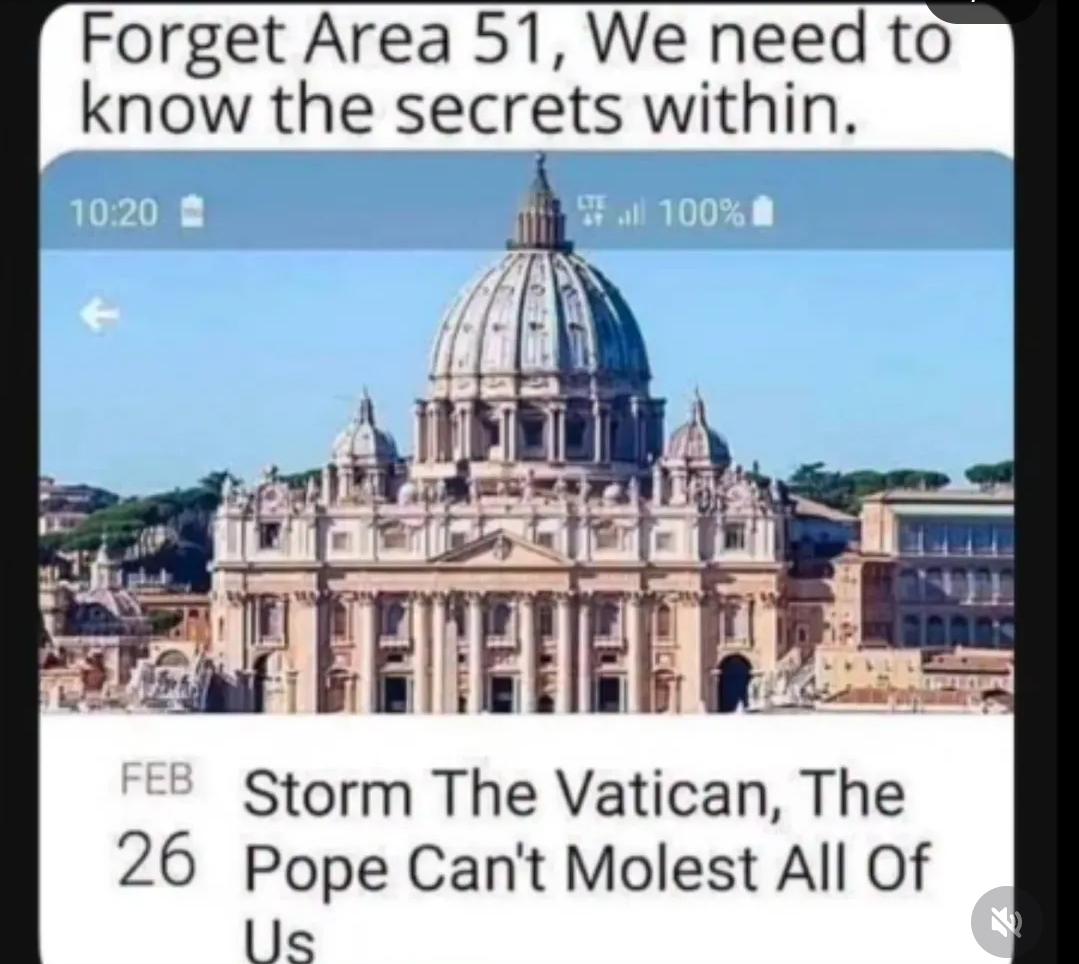 Forget Area 51, We need to
know the secrets within.
10:20 LTE 100%
FEB
26
Storm The Vatican, The
Pope Can't Molest All Of
Us